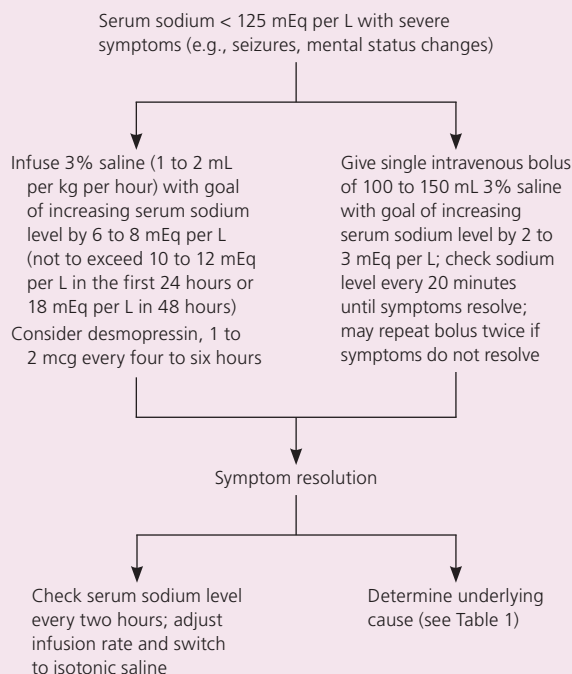 Serum sodium < 125 mEq per L with severe
symptoms (e.g., seizures, mental status changes)
Infuse 3% saline (1 to 2 mL
per kg per hour) with goal
of increasing serum sodium
level by 6 to 8 mEq per L
(not to exceed 10 to 12 mEq
per L in the first 24 hours or
18 mEq per L in 48 hours)
Consider desmopressin, 1 to
2 mcg every four to six hours
Give single intravenous bolus
of 100 to 150 mL 3% saline
with goal of increasing
serum sodium level by 2 to
3 mEq per L; check sodium
level every 20 minutes
until symptoms resolve;
may repeat bolus twice if
symptoms do not resolve
Symptom resolution
Check serum sodium level
every two hours; adjust
infusion rate and switch
to isotonic saline
Determine underlying
cause (see Table 1)